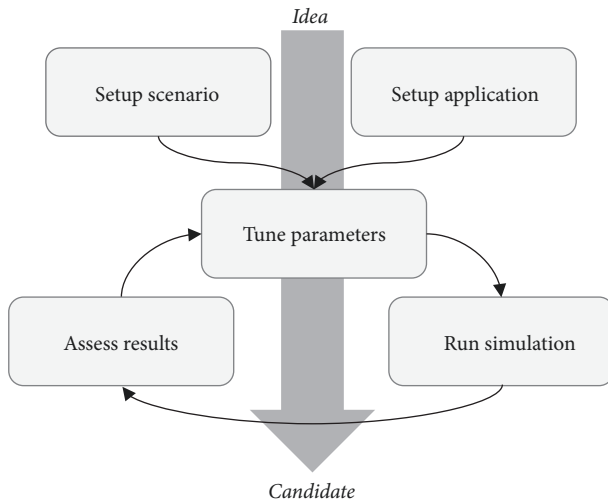 Idea
Setup scenario
Setup application
Tune parameters
Assess results
Run simulation
Candidate